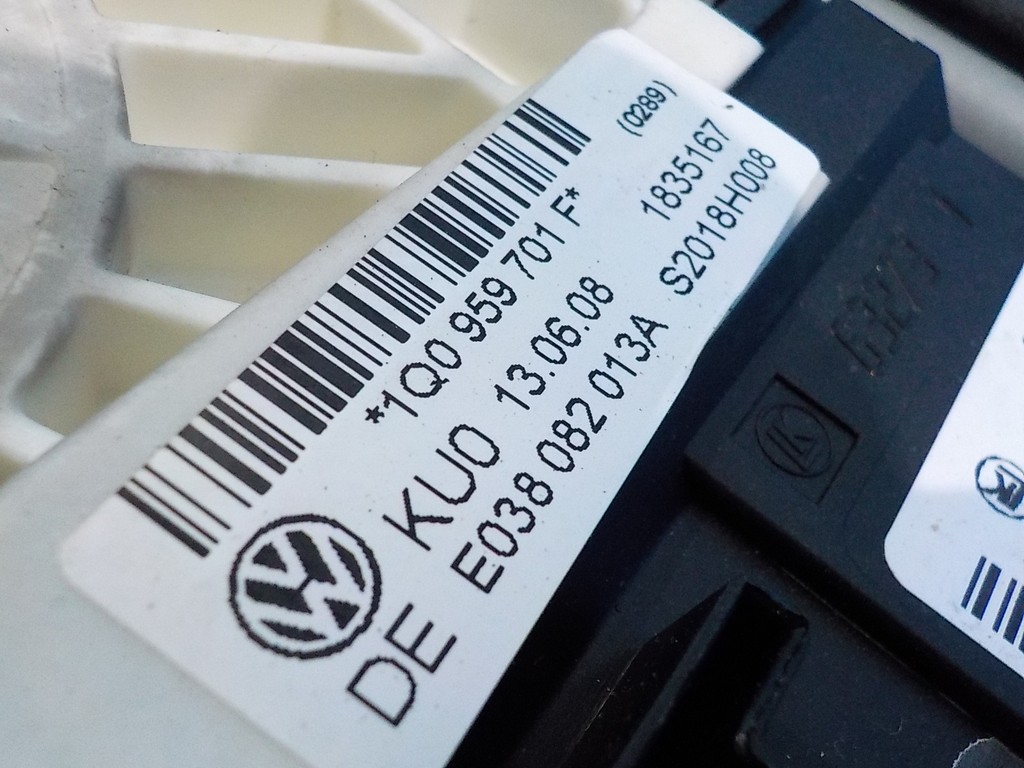 (0289)
*1Q0 959 701 F*
1835167
KU0 13.06.08
S2018H008
E038 082 013A
DE